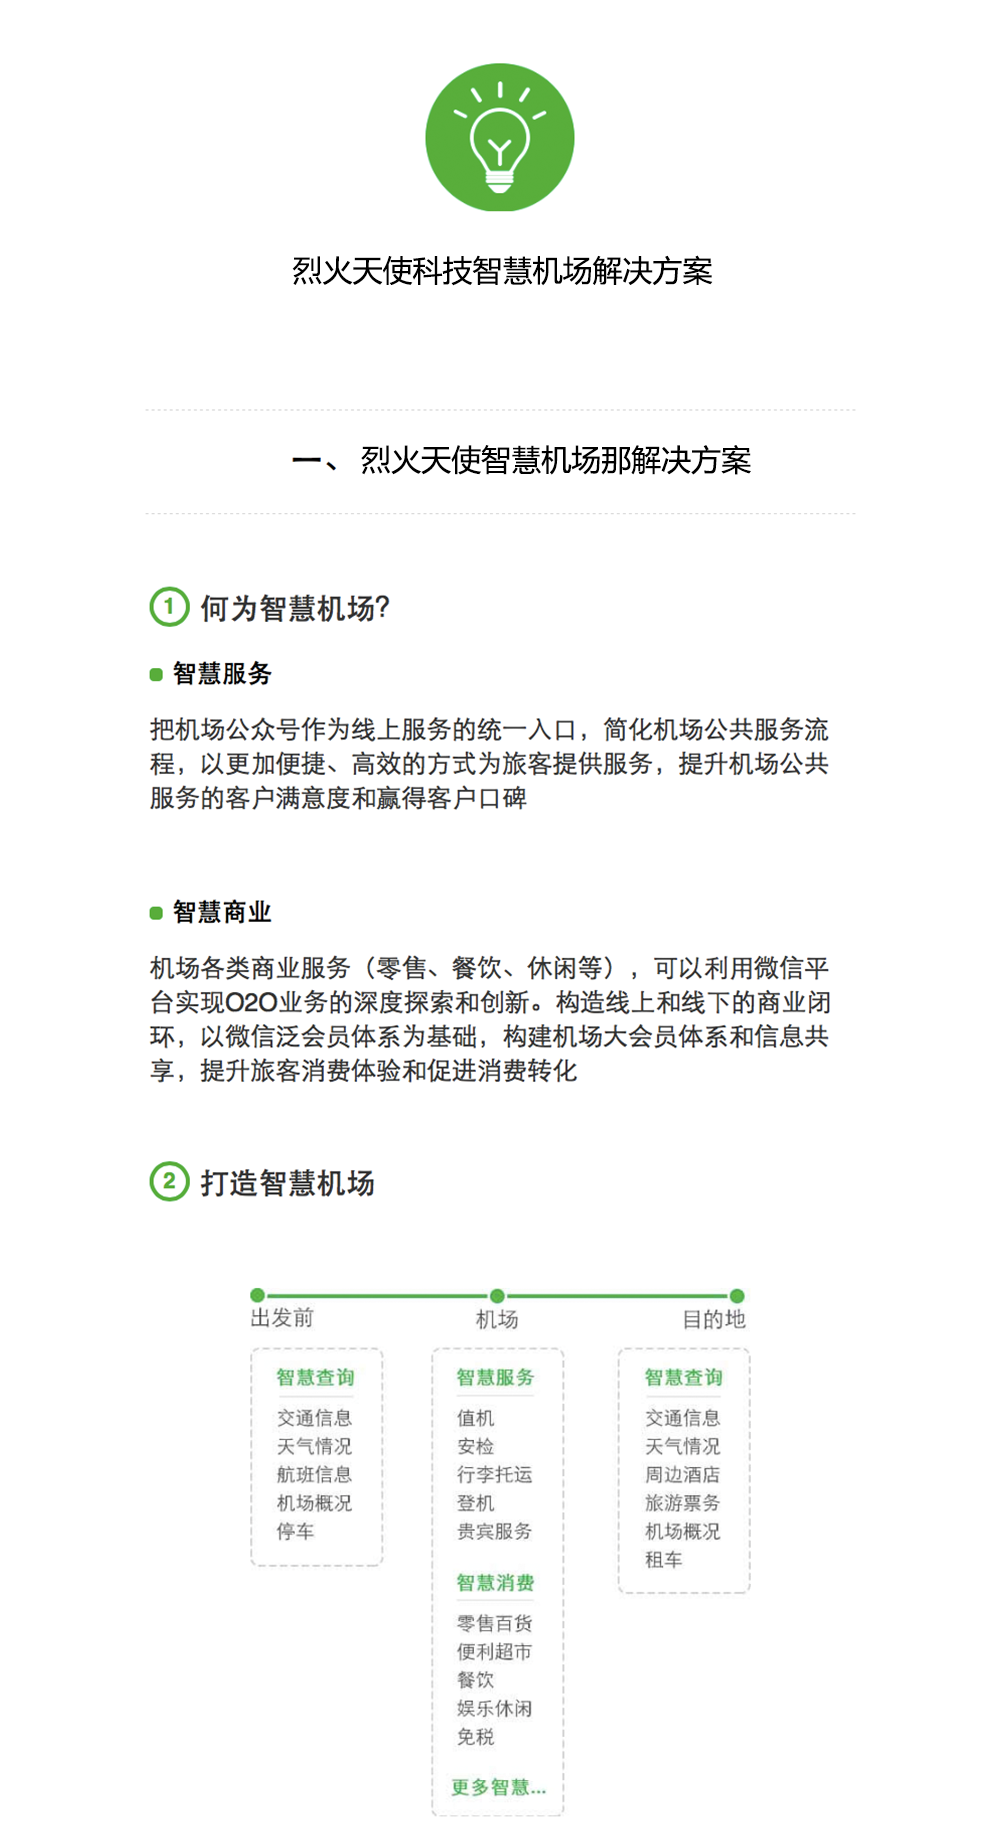 烈火天使科技智慧机场解决方案
一、 烈火天使智慧机场那解决方案
1 何为智慧机场?
智慧服务
把机场公众号作为线上服务的统一入口，简化机场公共服务流
程，以更加便捷、高效的方式为旅客提供服务，提升机场公共
服务的客户满意度和赢得客户口碑
智慧商业
机场各类商业服务（零售、餐饮、休闲等），可以利用微信平
台实现O2O业务的深度探索和创新。构造线上和线下的商业闭
环，以微信泛会员体系为基础，构建机场大会员体系和信息共
享，提升旅客消费体验和促进消费转化
2 打造智慧机场
出发前
智慧查询
交通信息
天气情况
航班信息
机场概况
停车
机场
智慧服务
值机
安检
行李托运
登机
贵宾服务
智慧消费
零售百货
便利超市
餐饮
娱乐休闲
免税
更多智慧...
目的地
智慧查询
交通信息
天气情况
周边酒店
旅游票务
机场概况
租车